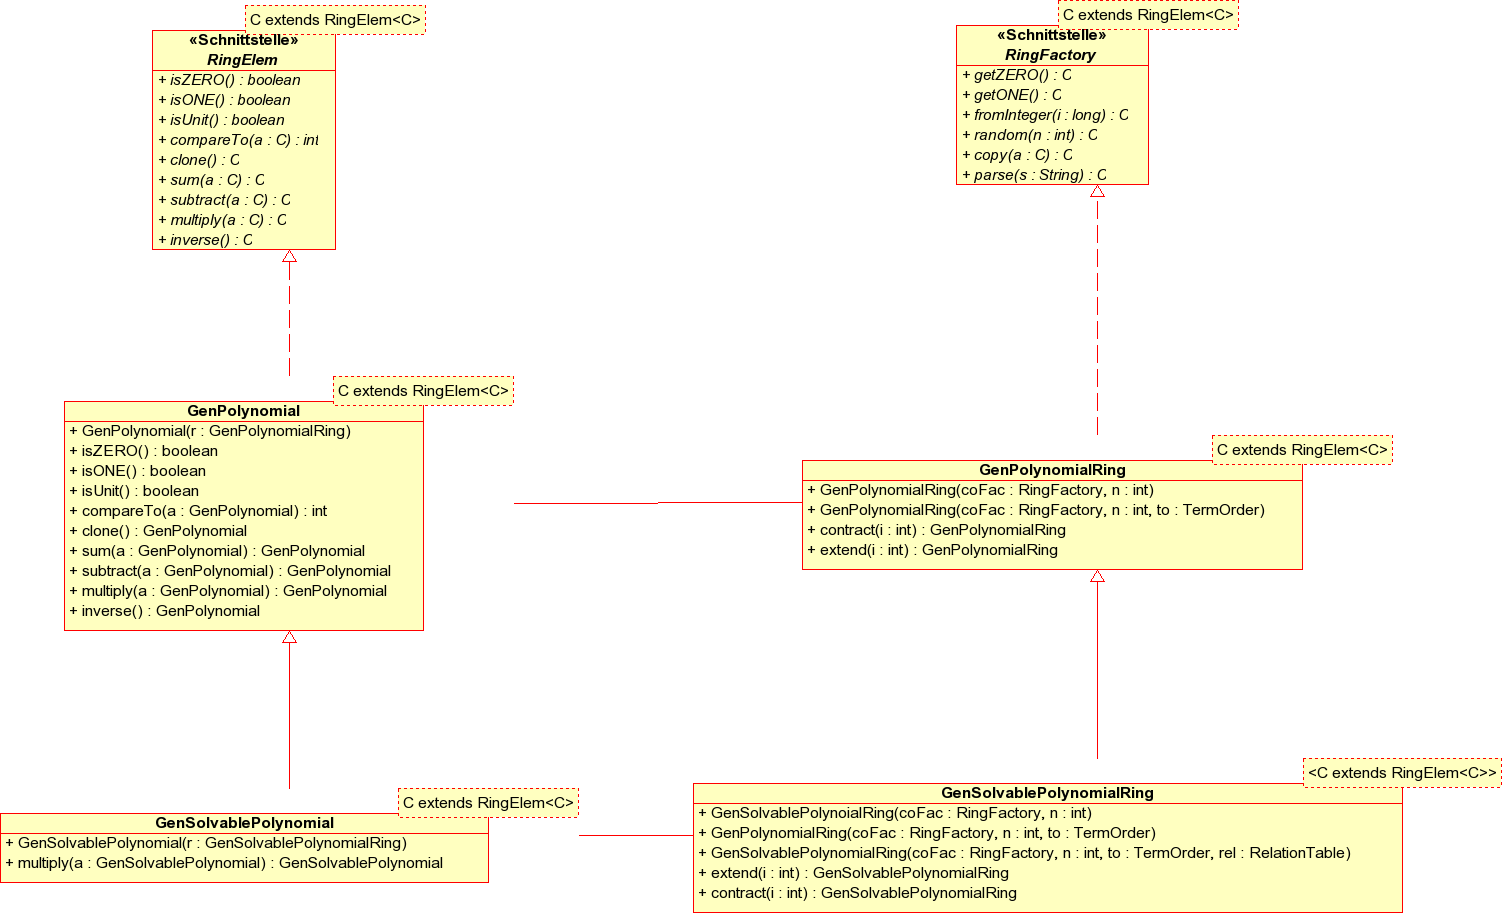 C extends RingElem<C>
«Schnittstelle»
RingElem
+ isZERO() : boolean
+ isONE() : boolean
+ isUnit() : boolean
+ compareTo(a : C) : int
+ clone() : C
+ sum(a : C) : C
+ subtract(a : C) : C
+ multiply(a : C) : C
+ inverse() : C
C extends RingElem<C>
«Schnittstelle»
RingFactory
+ getZERO() : C
+ getONE() : C
+ fromInteger(i : long) : C
+ random(n : int) : C
+ copy(a : C) : C
+ parse(s : String) : C
C extends RingElem<C>
GenPolynomial
+ GenPolynomial(r : GenPolynomialRing)
+ isZERO() : boolean
+ isONE() : boolean
+ isUnit() : boolean
+ compareTo(a : GenPolynomial) : int
+ clone() : GenPolynomial
+ sum(a : GenPolynomial) : GenPolynomial
+ subtract(a : GenPolynomial) : GenPolynomial
+ multiply(a : GenPolynomial) : GenPolynomial
+ inverse() : GenPolynomial
C extends RingElem<C>
GenPolynomialRing
+ GenPolynomialRing(coFac : RingFactory, n : int)
+ GenPolynomialRing(coFac : RingFactory, n : int, to : TermOrder)
+ contract(i : int) : GenPolynomialRing
+ extend(i : int) : GenPolynomialRing
C extends RingElem<C>
GenSolvablePolynomial
+ GenSolvablePolynomial(r : GenSolvablePolynomialRing)
+ multiply(a : GenSolvablePolynomial) : GenSolvablePolynomial
<C extends RingElem<C>>
GenSolvablePolynomialRing
+ GenSolvablePolynoialRing(coFac : RingFactory, n : int)
+ GenPolynomialRing(coFac : RingFactory, n : int, to : TermOrder)
+ GenSolvablePolynomialRing(coFac : RingFactory, n : int, to : TermOrder, rel : RelationTable)
+ extend(i : int) : GenSolvablePolynomialRing
+ contract(i : int) : GenSolvablePolynomialRing